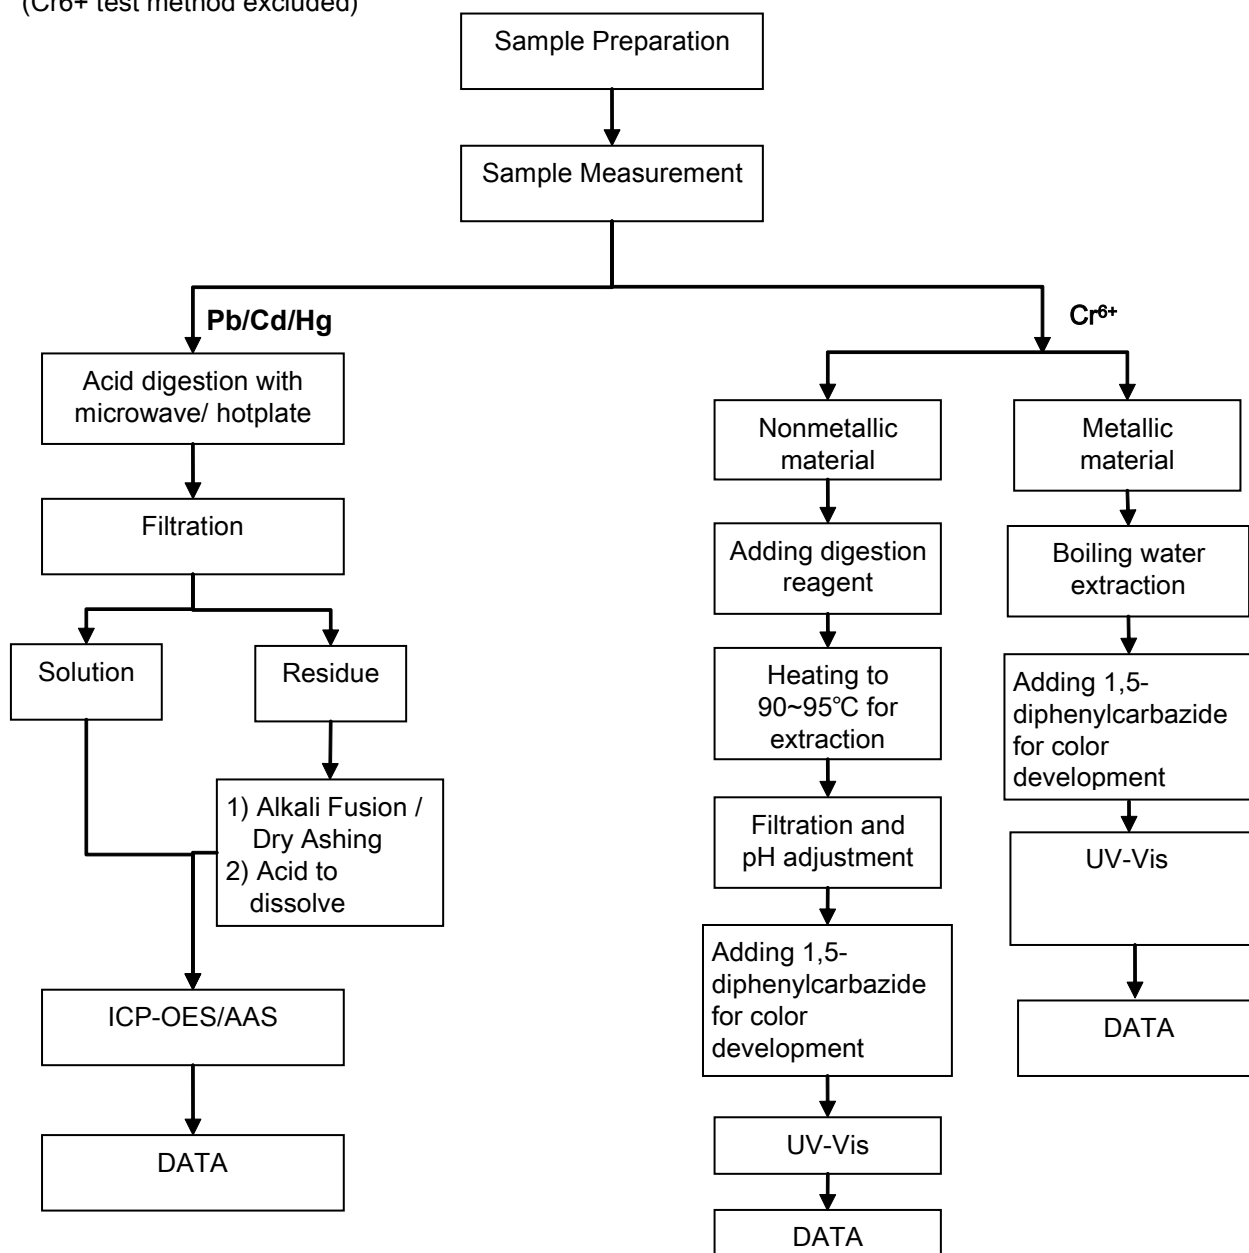 (Cr6+ test method excluded)
Sample Preparation
Sample Measurement
Pb/Cd/Hg
Acid digestion with
microwave/ hotplate
Filtration
Solution
Residue
1) Alkali Fusion /
Dry Ashing
2) Acid to
dissolve
ICP-OES/AAS
DATA
Cr⁶⁺
Nonmetallic
material
Adding digestion
reagent
Heating to
90~95℃ for
extraction
Filtration and
pH adjustment
Adding 1,5-
diphenylcarbazide
for color
development
UV-Vis
DATA
Metallic
material
Boiling water
extraction
Adding 1,5-
diphenylcarbazide
for color
development
UV-Vis
DATA